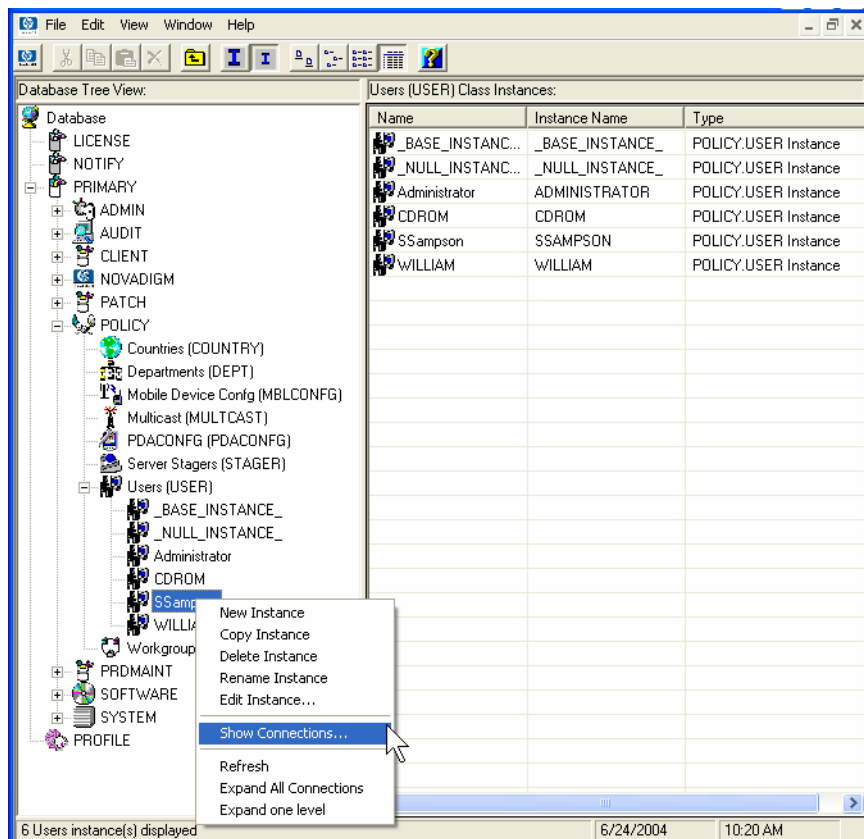 File Edit View Window Help
Database Tree View:
Users (USER) Class Instances:
Database
LICENSE
NOTIFY
PRIMARY
ADMIN
AUDIT
CLIENT
NOVADIGM
PATCH
POLICY
Countries (COUNTRY)
Departments (DEPT)
Mobile Device Confg (MBLCONFG)
Multicast (MULTCAST)
PDACONFG (PDACONFG)
Server Stagers (STAGER)
Users (USER)
_BASE_INSTANCE_
_NULL_INSTANCE_
Administrator
CDROM
SSamp
WILLIA
Workgroup
PRDMAINT
SOFTWARE
SYSTEM
PROFILE
New Instance
Copy Instance
Delete Instance
Rename Instance
Edit Instance...
Show Connections...
Refresh
Expand All Connections
Expand one level
Name Instance Name Type
_BASE_INSTANC... _BASE_INSTANCE_ POLICY.USER Instance
_NULL_INSTANC... _NULL_INSTANCE_ POLICY.USER Instance
Administrator ADMINISTRATOR POLICY.USER Instance
CDROM CDROM POLICY.USER Instance
SSampson SSAMPSON POLICY.USER Instance
WILLIAM WILLIAM POLICY.USER Instance
6 Users instance(s) displayed 6/24/2004 10:20 AM